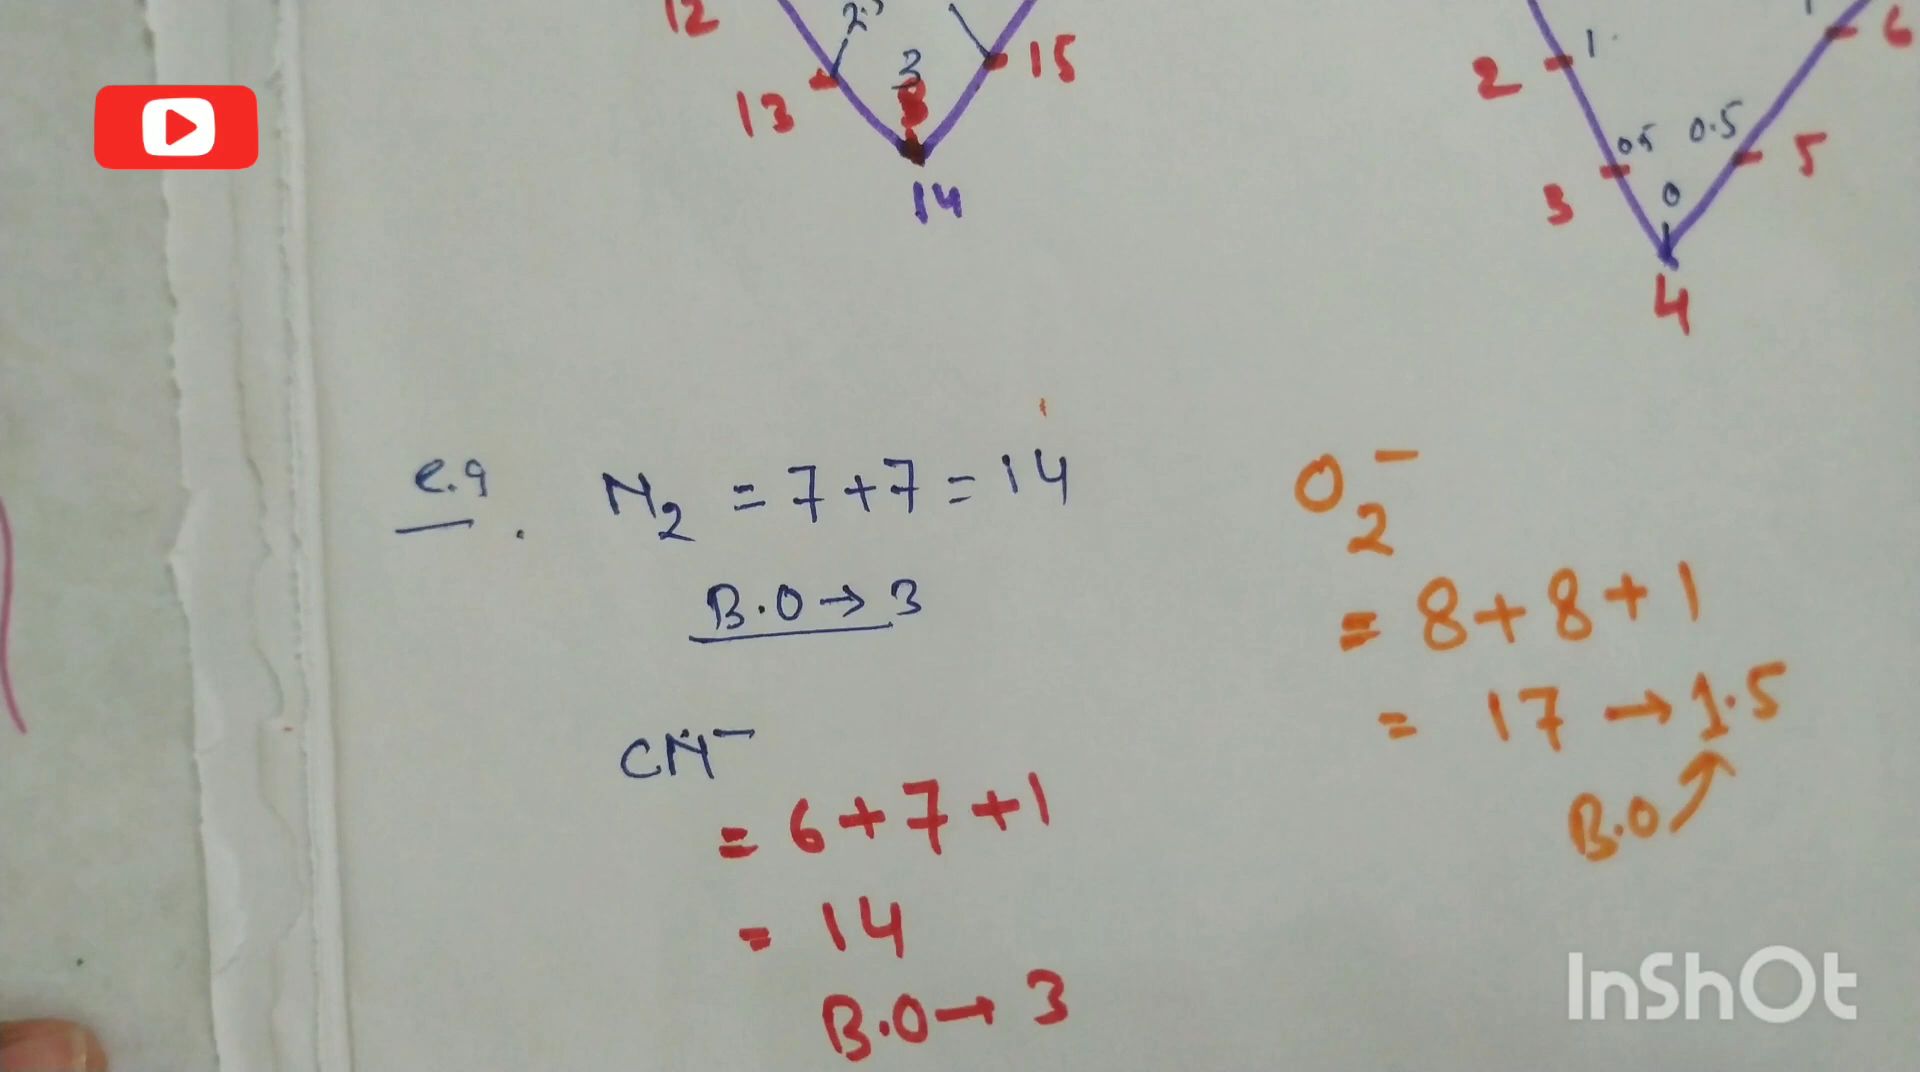 12
2.5
3
15
13
14
6
2
1
0.5
0.5
5
3
0
4
e.g. N₂ = 7+7 = 14
B.O → 3
CN⁻
= 6+7+1
= 14
B.O → 3
O₂⁻
= 8+8+1
= 17 → 1.5
B.O
InShOt